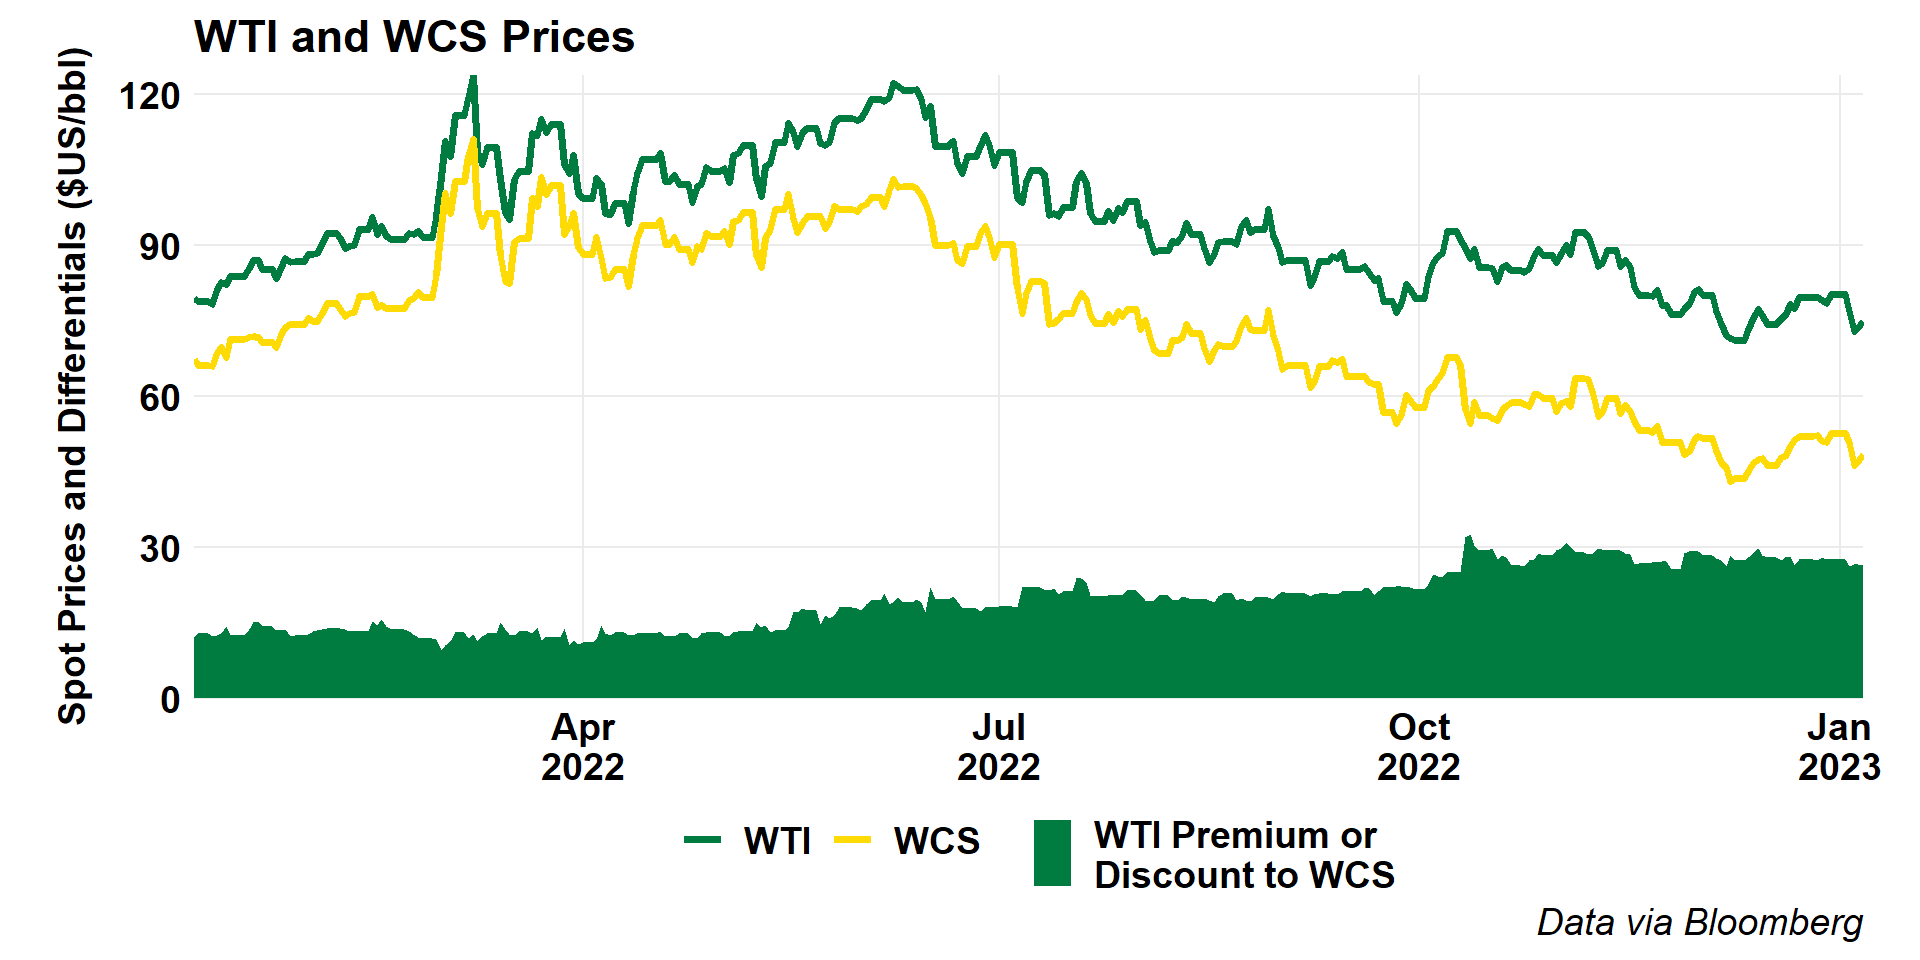 WTI and WCS Prices
Spot Prices and Differentials ($US/bbl)
120
90
60
30
0
Apr
2022
Jul
2022
Oct
2022
Jan
2023
WTI
WCS
WTI Premium or
Discount to WCS
Data via Bloomberg